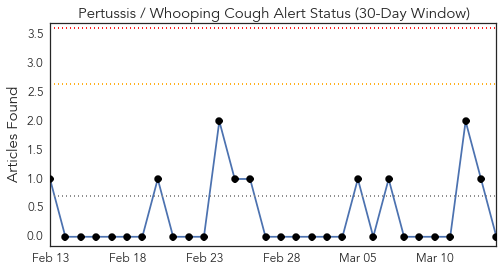 Pertussis / Whooping Cough Alert Status (30-Day Window)
Articles Found
3.5
3.0
2.5
2.0
1.5
1.0
0.5
0.0
Feb 13 Feb 18 Feb 23 Feb 28 Mar 05 Mar 10